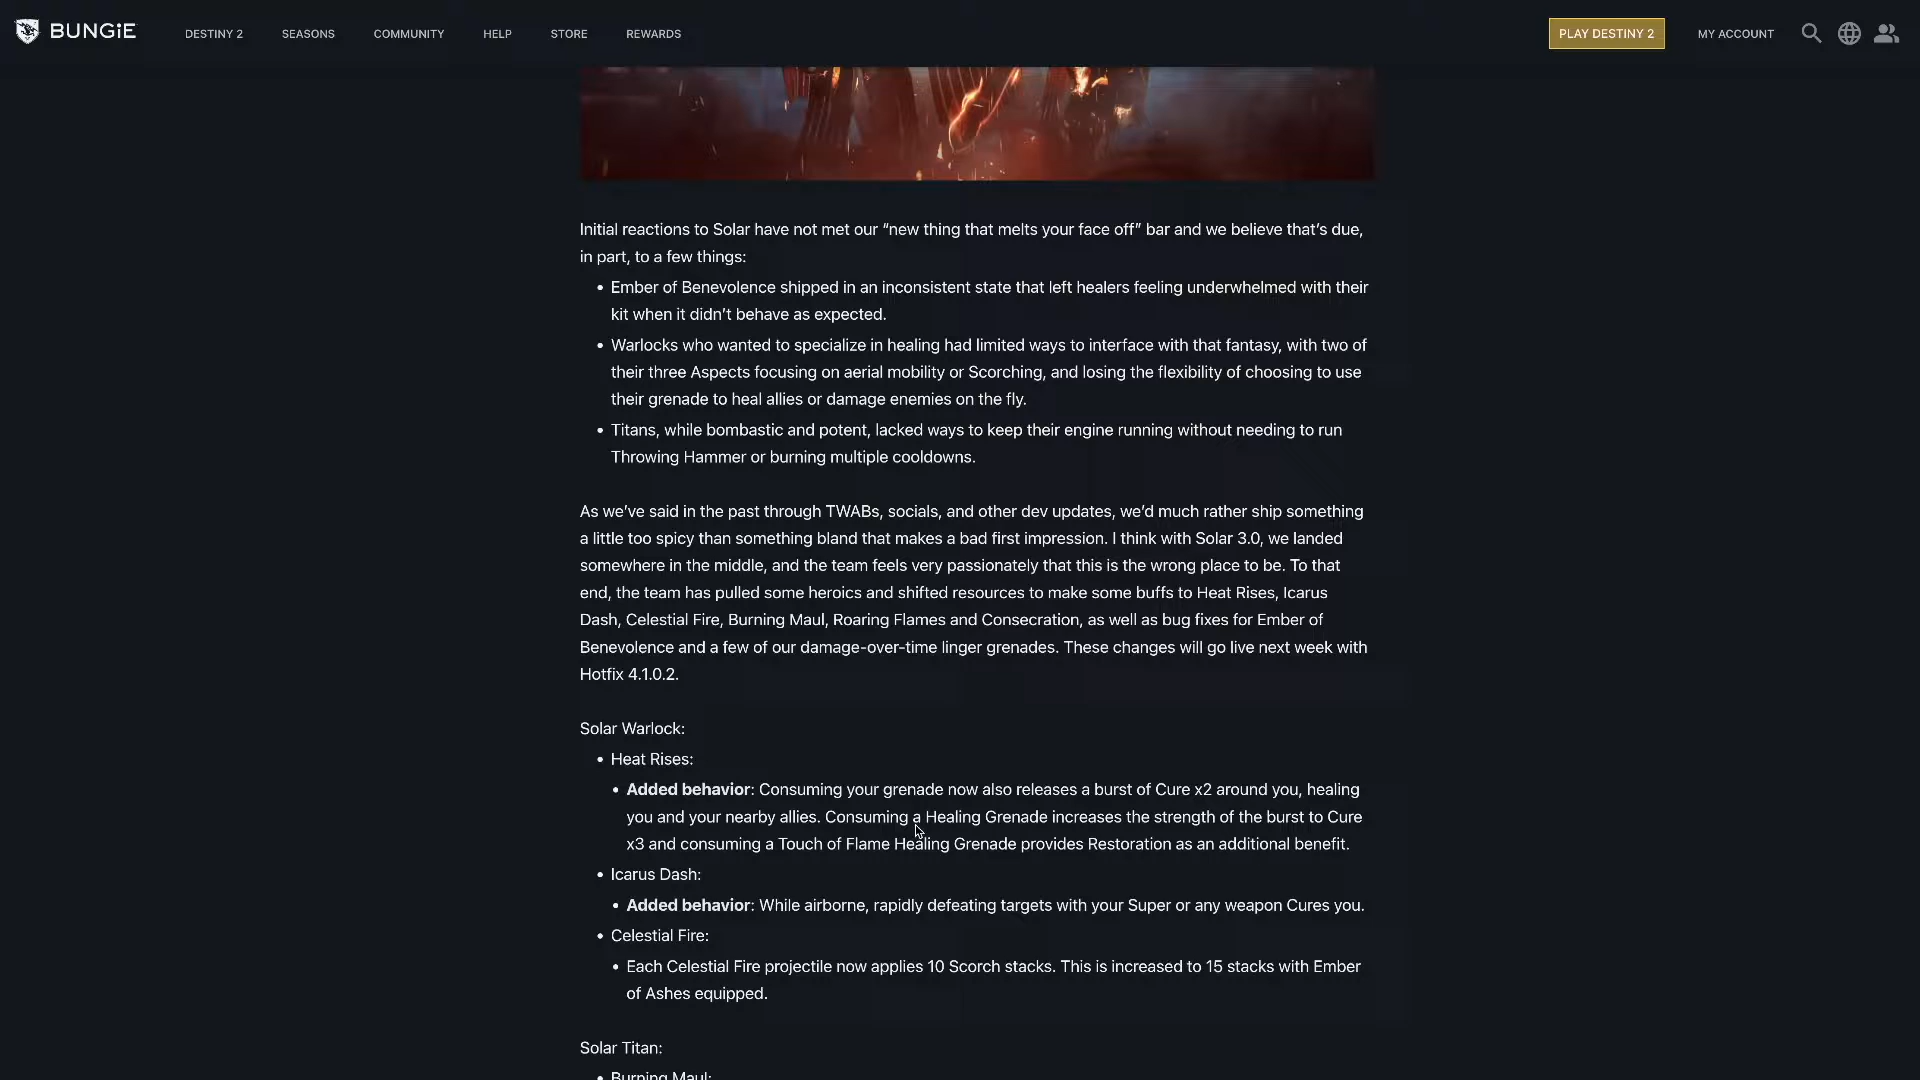 BUNGiE
DESTINY 2
SEASONS
COMMUNITY
HELP
STORE
REWARDS
PLAY DESTINY 2
MY ACCOUNT
Initial reactions to Solar have not met our “new thing that melts your face off” bar and we believe that’s due,
in part, to a few things:
• Ember of Benevolence shipped in an inconsistent state that left healers feeling underwhelmed with their
kit when it didn’t behave as expected.
• Warlocks who wanted to specialize in healing had limited ways to interface with that fantasy, with two of
their three Aspects focusing on aerial mobility or Scorching, and losing the flexibility of choosing to use
their grenade to heal allies or damage enemies on the fly.
• Titans, while bombastic and potent, lacked ways to keep their engine running without needing to run
Throwing Hammer or burning multiple cooldowns.
As we’ve said in the past through TWABs, socials, and other dev updates, we’d much rather ship something
a little too spicy than something bland that makes a bad first impression. I think with Solar 3.0, we landed
somewhere in the middle, and the team feels very passionately that this is the wrong place to be. To that
end, the team has pulled some heroics and shifted resources to make some buffs to Heat Rises, Icarus
Dash, Celestial Fire, Burning Maul, Roaring Flames and Consecration, as well as bug fixes for Ember of
Benevolence and a few of our damage-over-time linger grenades. These changes will go live next week with
Hotfix 4.1.0.2.
Solar Warlock:
• Heat Rises:
• Added behavior: Consuming your grenade now also releases a burst of Cure x2 around you, healing
you and your nearby allies. Consuming a Healing Grenade increases the strength of the burst to Cure
x3 and consuming a Touch of Flame Healing Grenade provides Restoration as an additional benefit.
• Icarus Dash:
• Added behavior: While airborne, rapidly defeating targets with your Super or any weapon Cures you.
• Celestial Fire:
• Each Celestial Fire projectile now applies 10 Scorch stacks. This is increased to 15 stacks with Ember
of Ashes equipped.
Solar Titan:
• Burning Maul: